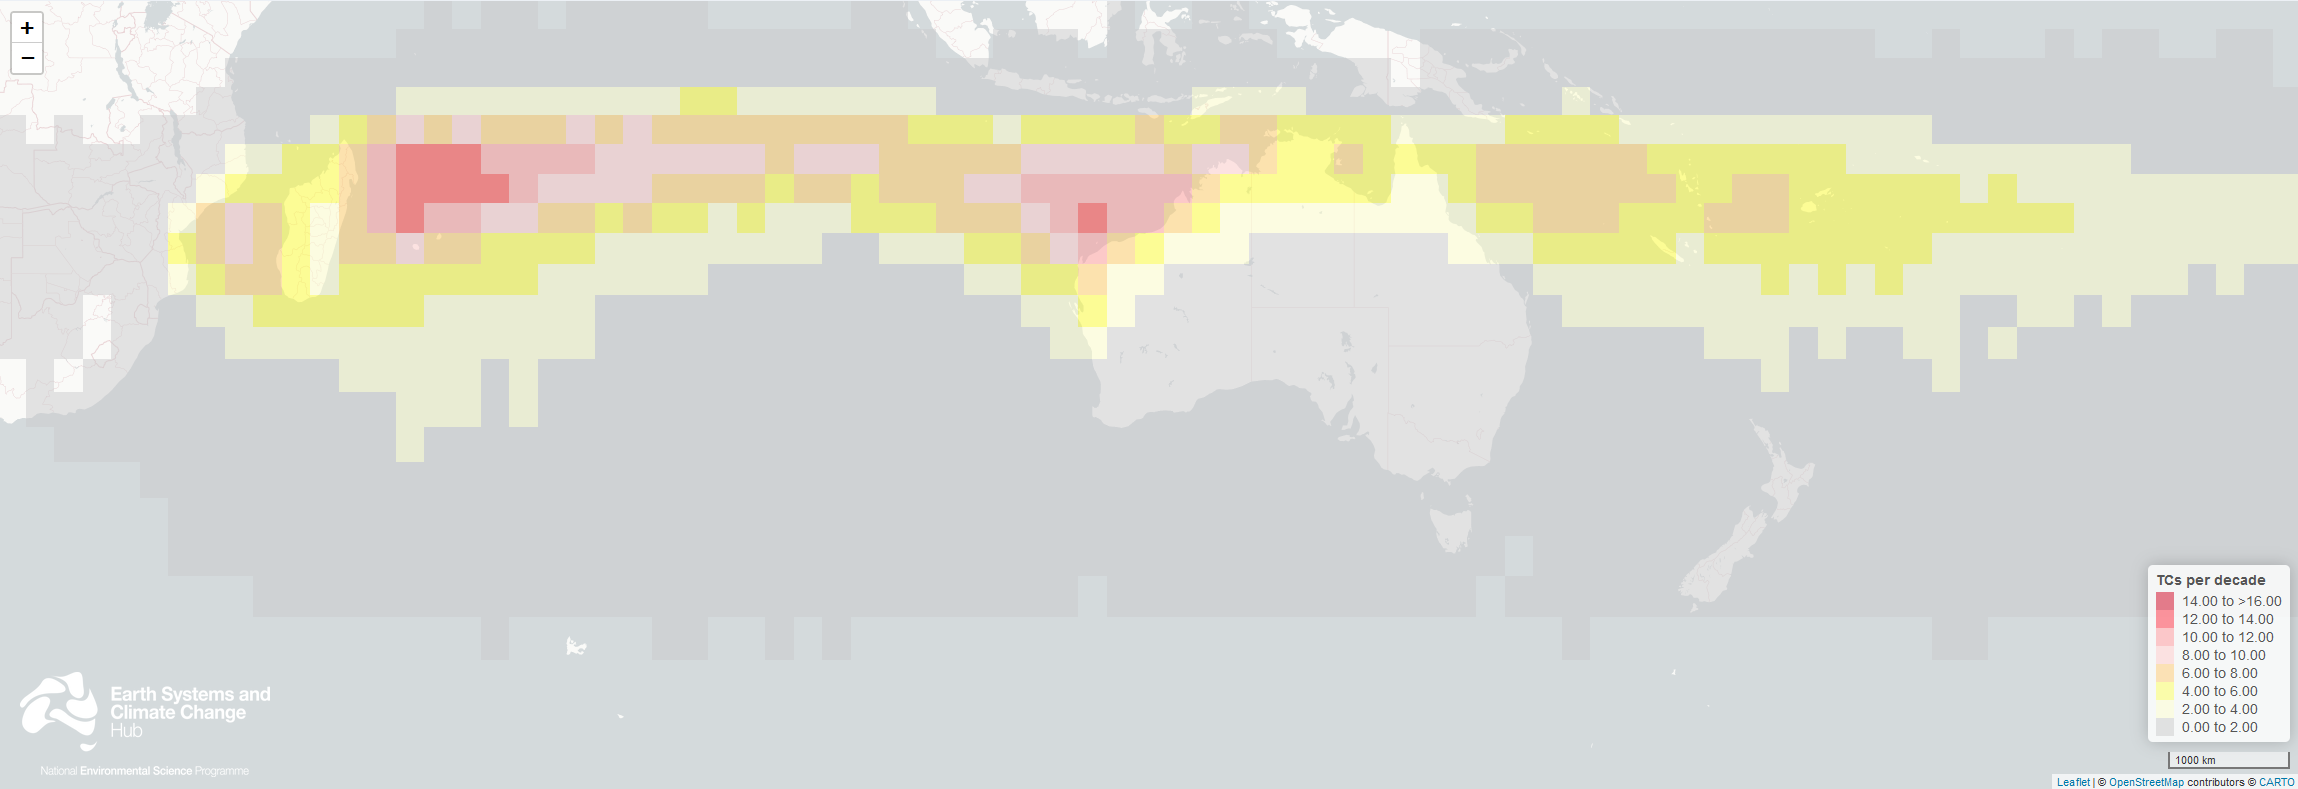 +
−
TCs per decade
14.00 to >16.00
12.00 to 14.00
10.00 to 12.00
8.00 to 10.00
6.00 to 8.00
4.00 to 6.00
2.00 to 4.00
0.00 to 2.00
Earth Systems and
Climate Change
Hub
National Environmental Science Programme
1000 km
Leaflet | © OpenStreetMap contributors © CARTO